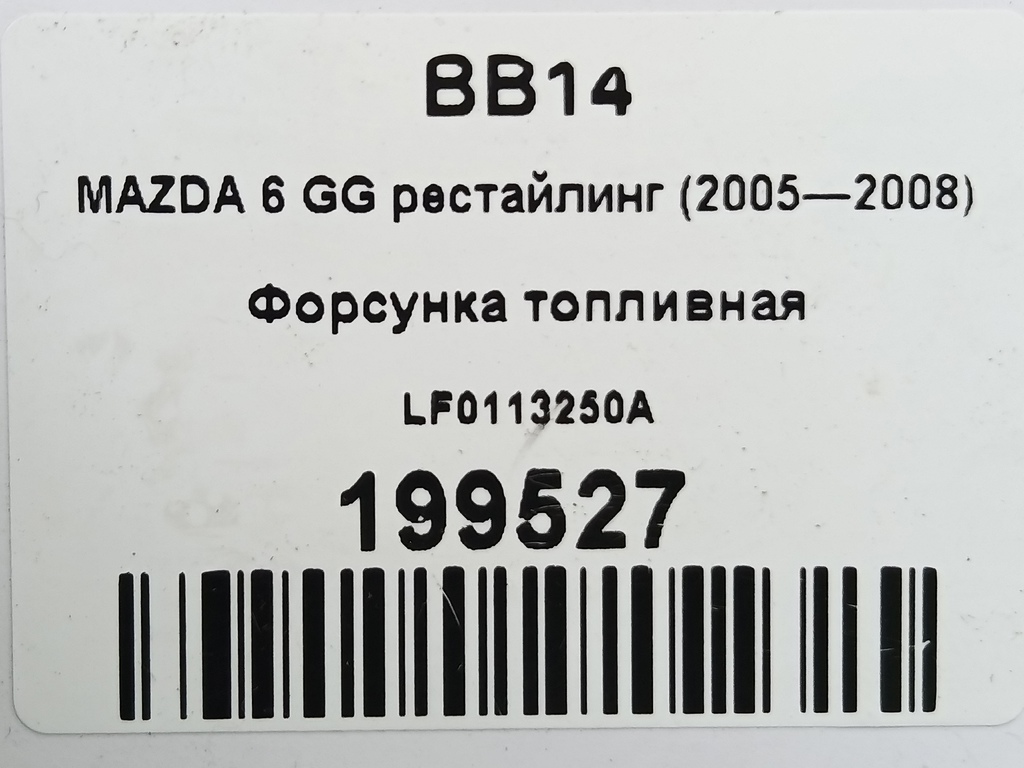 BB14
MAZDA 6 GG рестайлинг (2005—2008)
Форсунка топливная
LF0113250A
199527